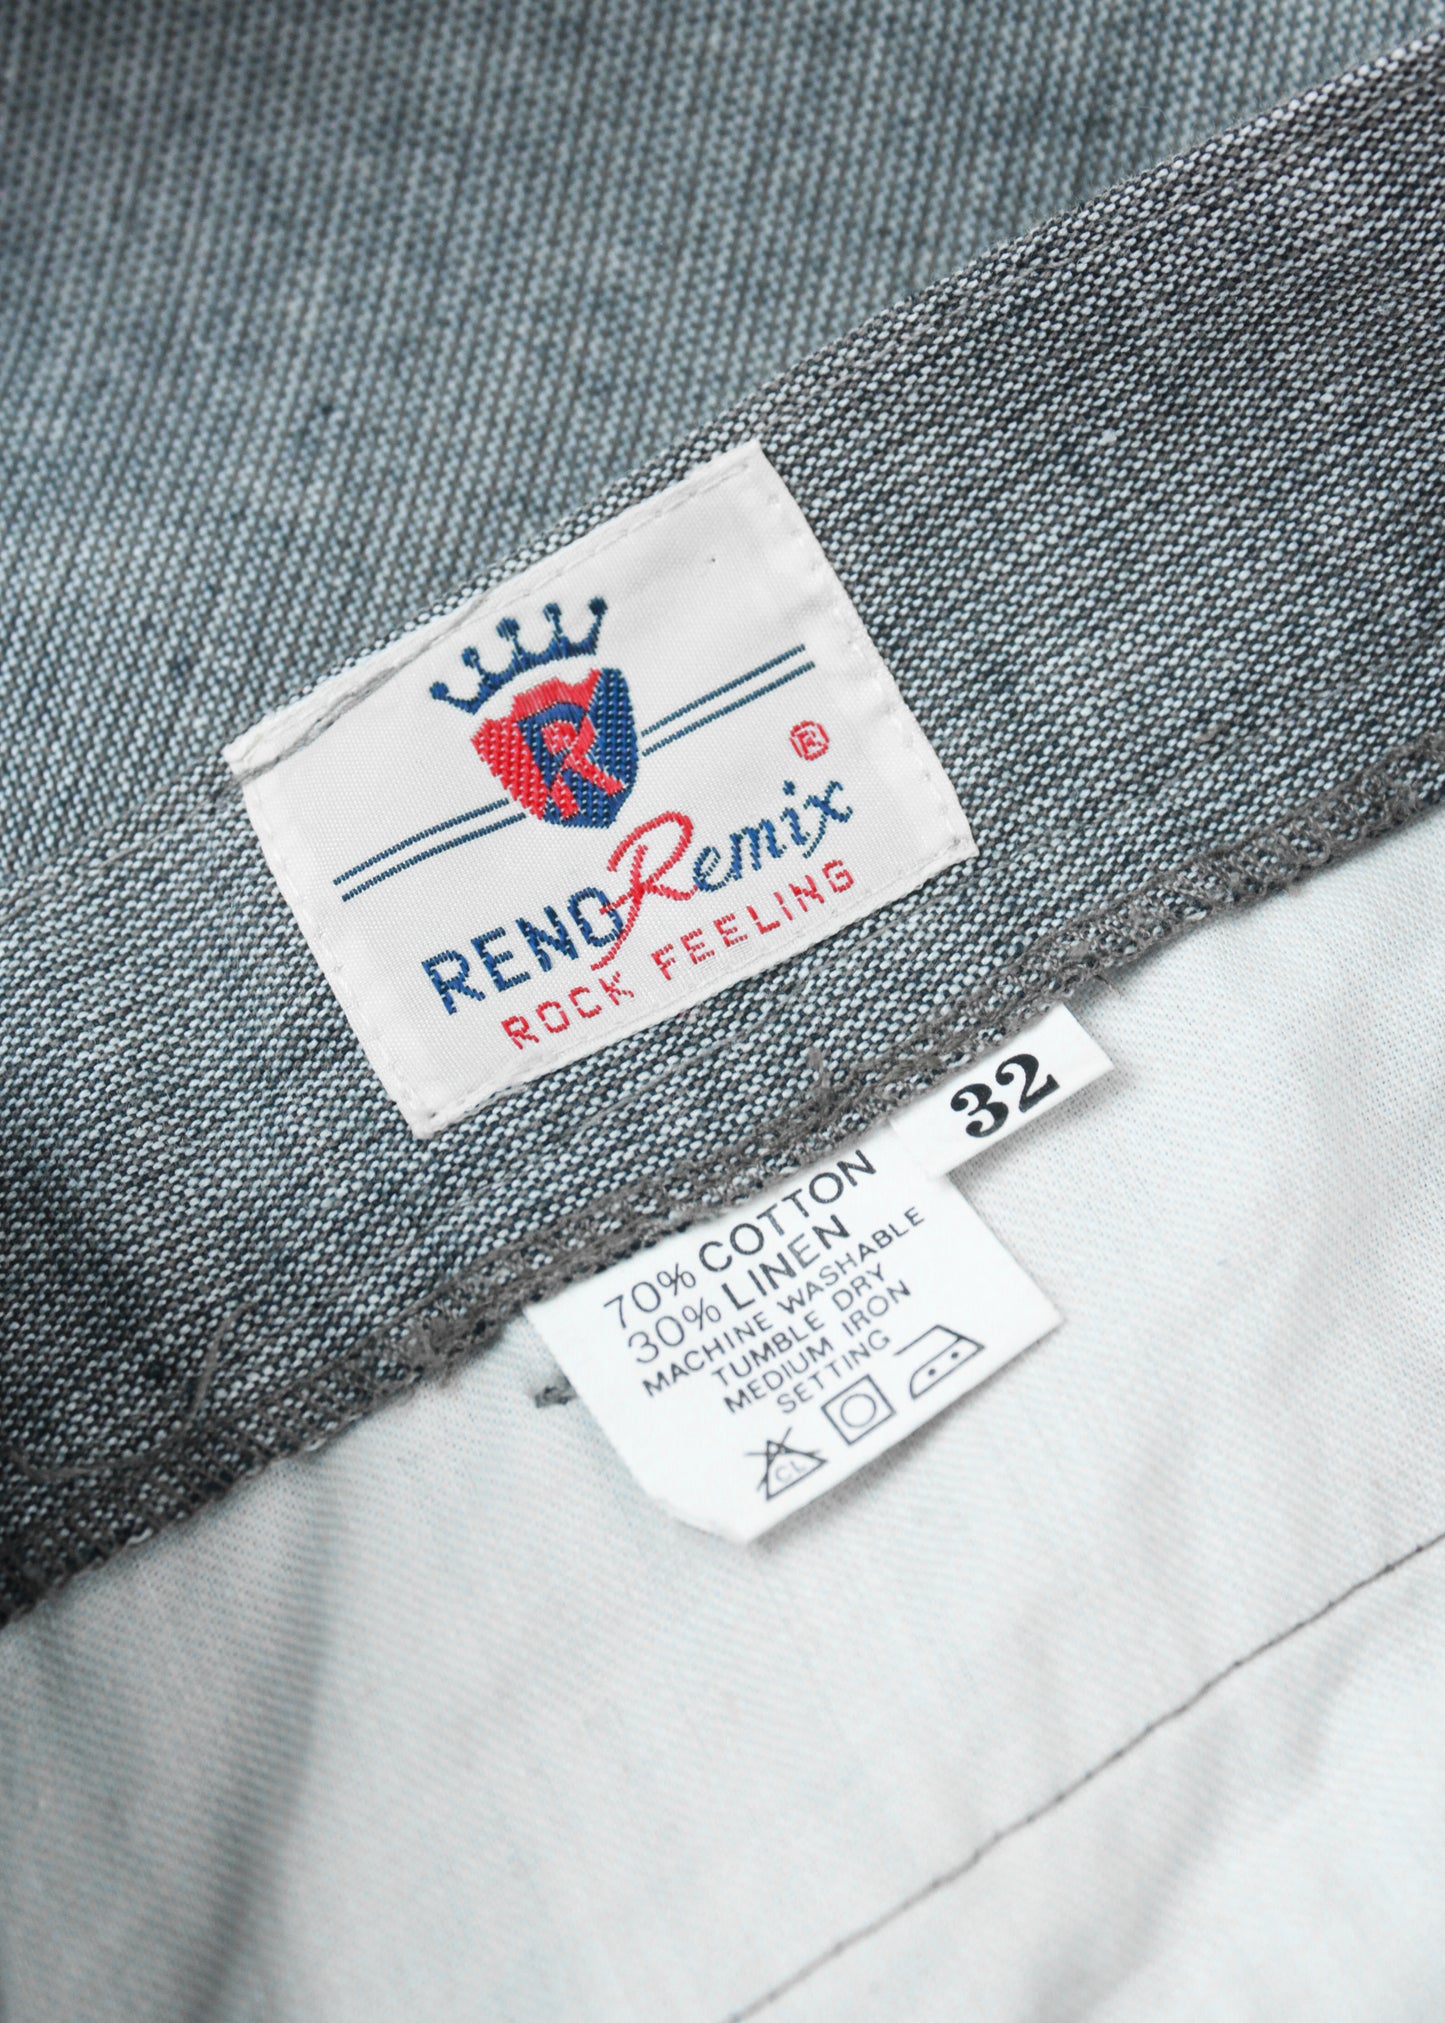 R
®
RENO Remix
ROCK FEELING
32
70% COTTON
30% LINEN
MACHINE WASHABLE
TUMBLE DRY
MEDIUM IRON
SETTING
CL